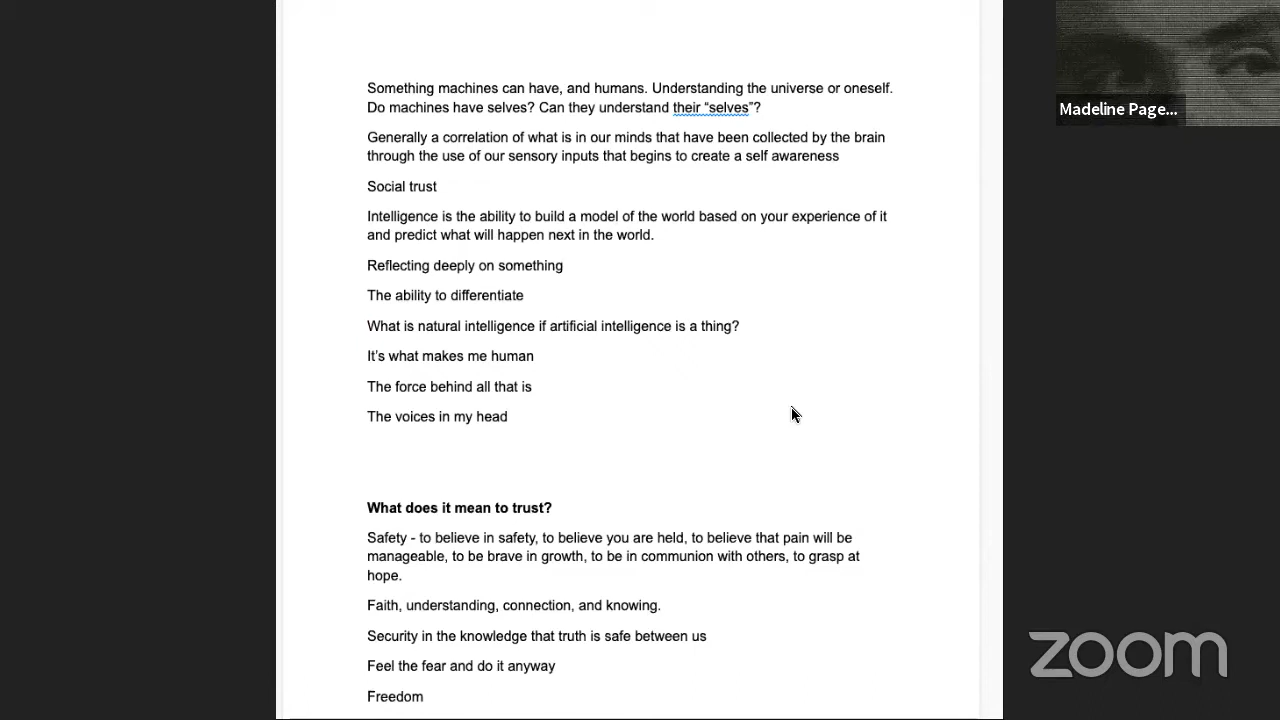 Something machines can have, and humans. Understanding the universe or oneself.
Do machines have selves? Can they understand their “selves”?
Generally a correlation of what is in our minds that have been collected by the brain
through the use of our sensory inputs that begins to create a self awareness
Social trust
Intelligence is the ability to build a model of the world based on your experience of it
and predict what will happen next in the world.
Reflecting deeply on something
The ability to differentiate
What is natural intelligence if artificial intelligence is a thing?
It’s what makes me human
The force behind all that is
The voices in my head
What does it mean to trust?
Safety - to believe in safety, to believe you are held, to believe that pain will be
manageable, to be brave in growth, to be in communion with others, to grasp at
hope.
Faith, understanding, connection, and knowing.
Security in the knowledge that truth is safe between us
Feel the fear and do it anyway
Freedom
Madeline Page...
zoom